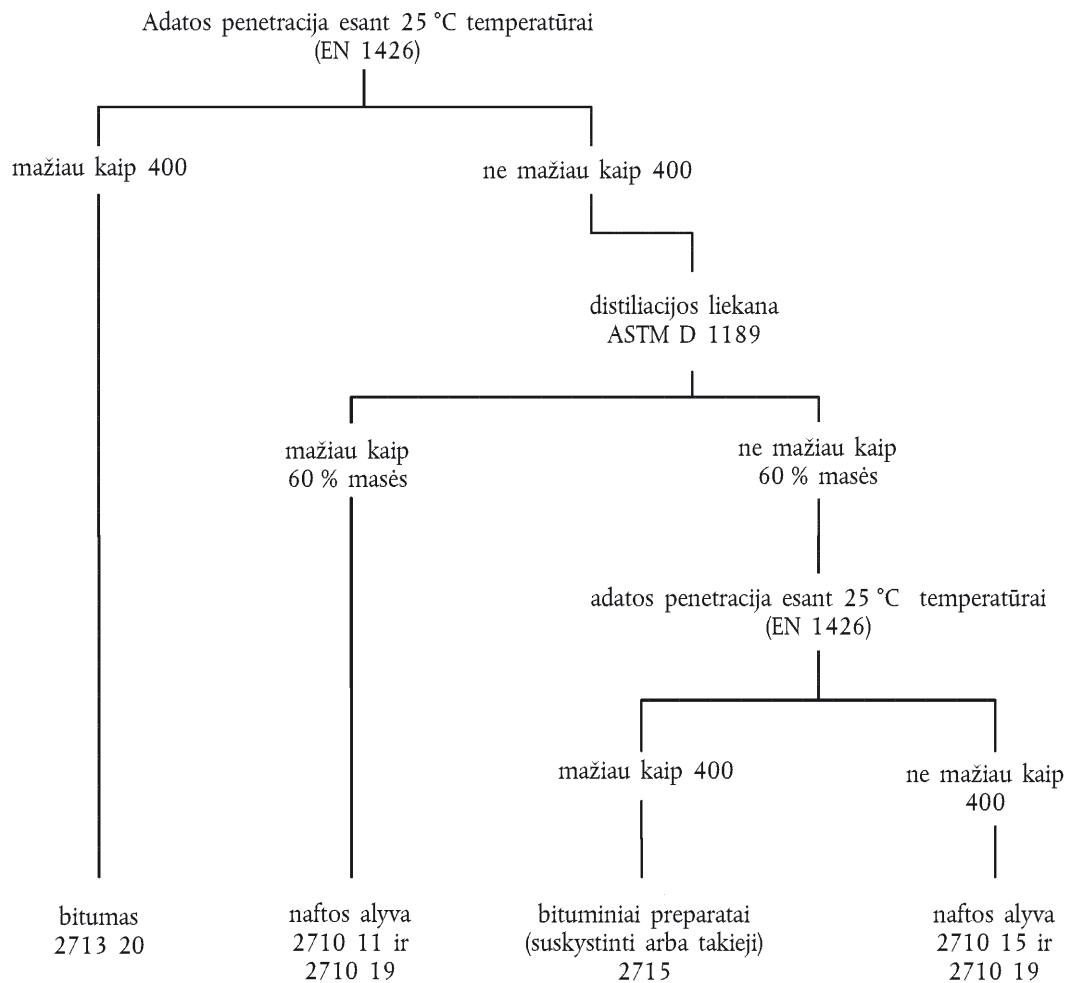 Adatos penetracija esant 25 °C temperatūrai
(EN 1426)
mažiau kaip 400
ne mažiau kaip 400
distiliacijos liekana
ASTM D 1189
mažiau kaip
60 % masės
ne mažiau kaip
60 % masės
adatos penetracija esant 25 °C temperatūrai
(EN 1426)
mažiau kaip 400
ne mažiau kaip
400
bitumas
2713 20
naftos alyva
2710 11 ir
2710 19
bituminiai preparatai
(suskystinti arba takieji)
2715
naftos alyva
2710 15 ir
2710 19